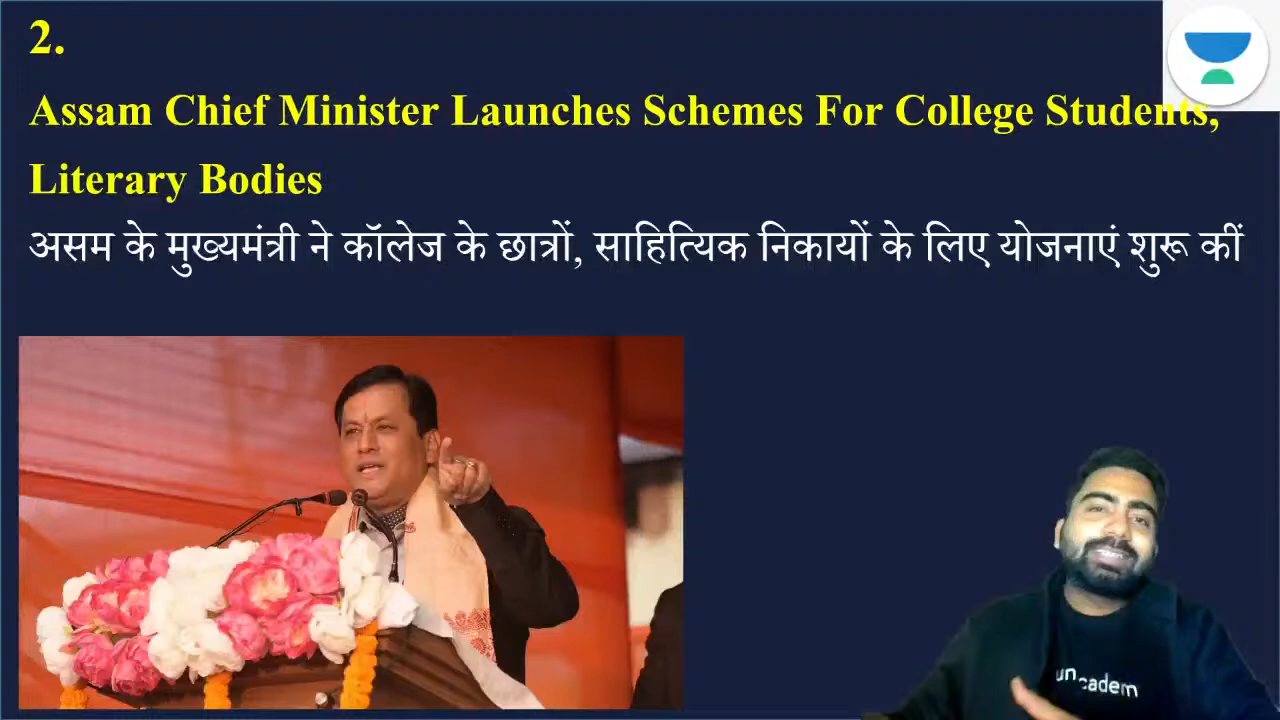 2.
Assam Chief Minister Launches Schemes For College Students,
Literary Bodies
असम के मुख्यमंत्री ने कॉलेज के छात्रों, साहित्यिक निकायों के लिए योजनाएं शुरू कीं